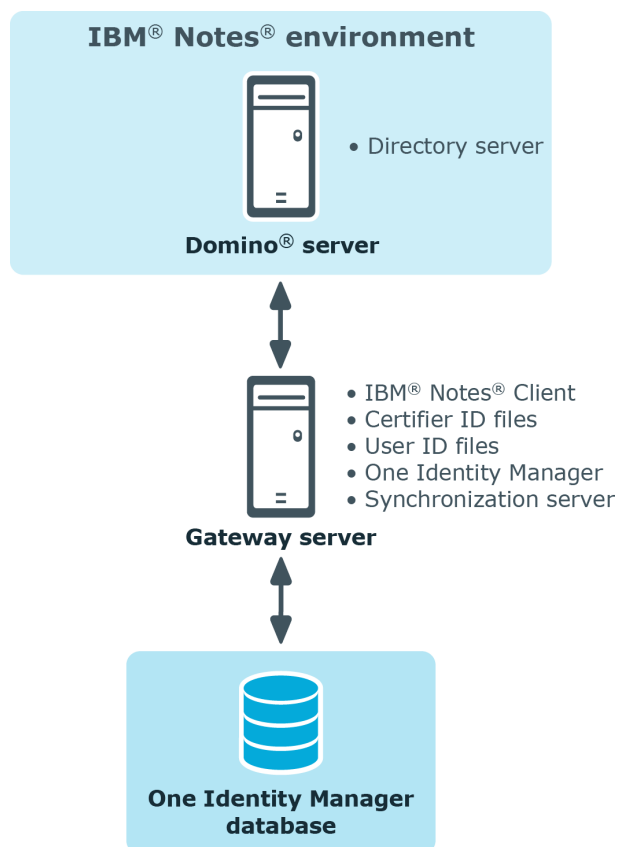 IBM® Notes® environment
• Directory server
Domino® server
• IBM® Notes® Client
• Certifier ID files
• User ID files
• One Identity Manager
• Synchronization server
Gateway server
One Identity Manager
database